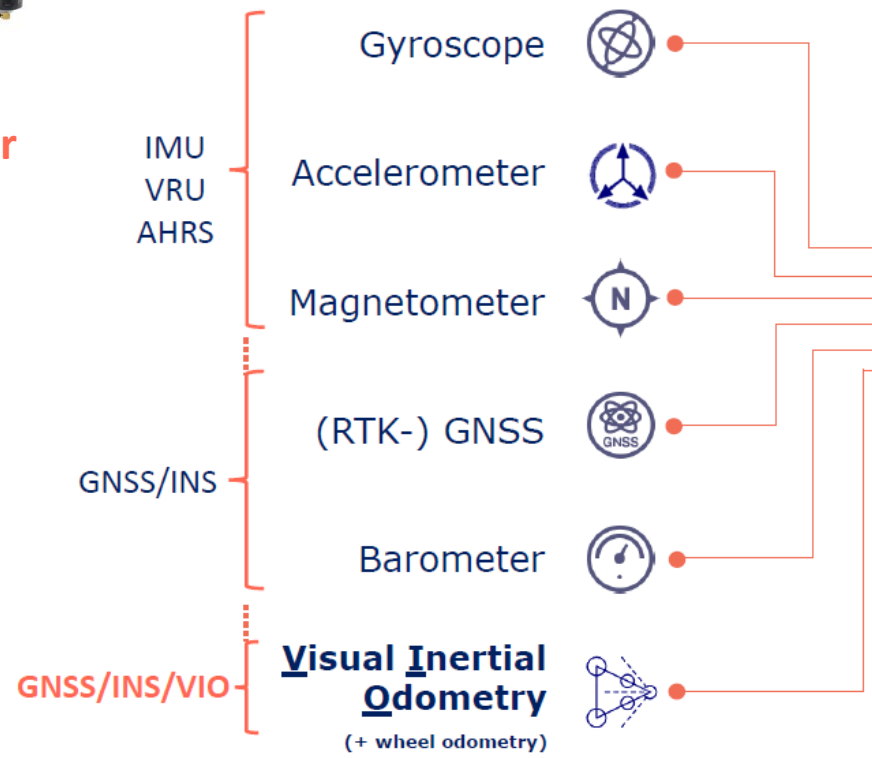 Gyroscope
r
IMU
VRU
AHRS
Accelerometer
Magnetometer
N
(RTK-) GNSS
GNSS
GNSS/INS
Barometer
GNSS/INS/VIO
Visual Inertial
Odometry
(+ wheel odometry)